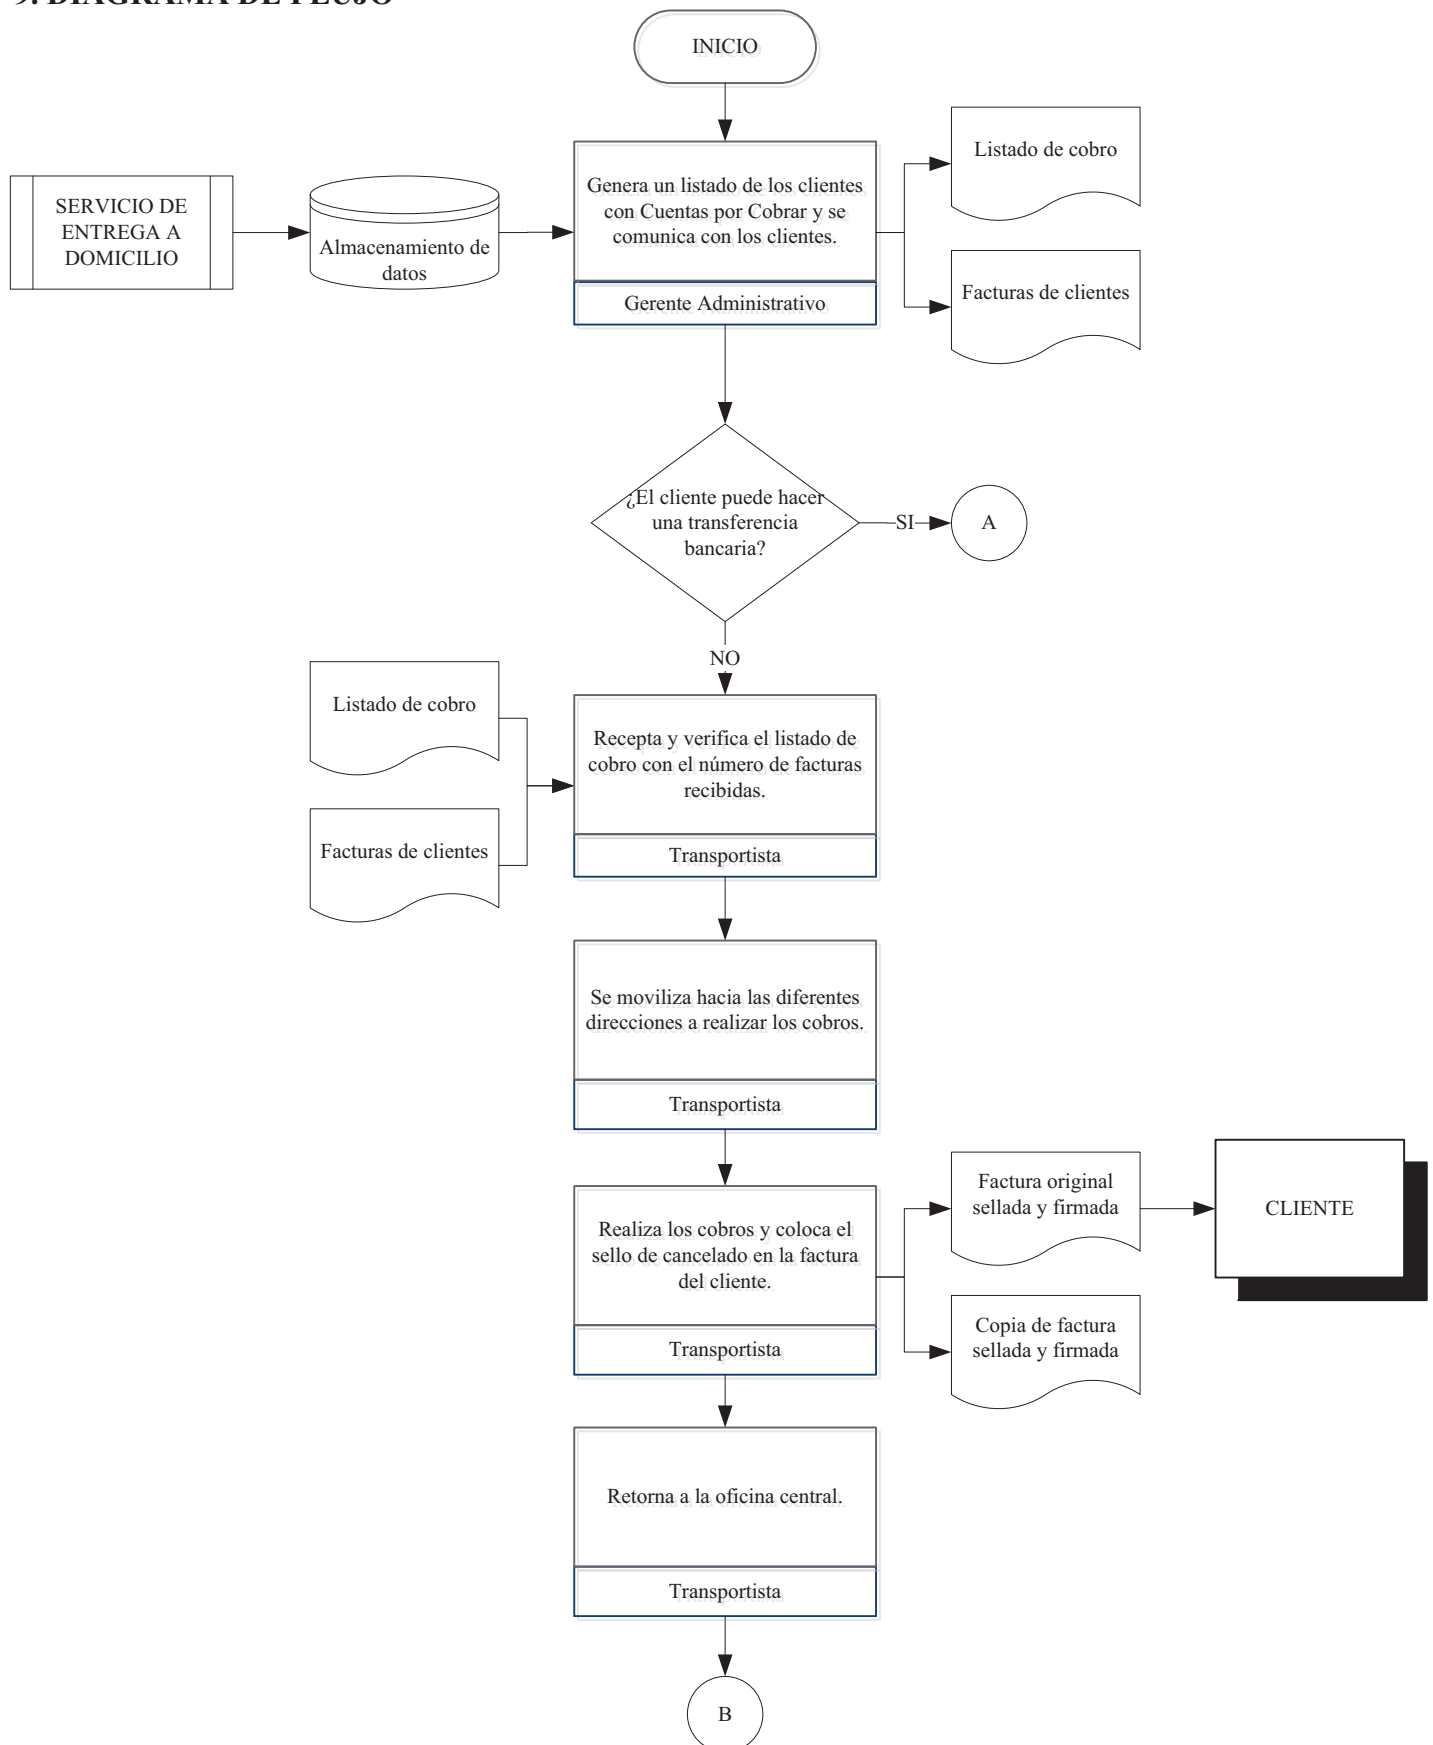 9. DIAGRAMA DE FLUJO
INICIO
Listado de cobro
Genera un listado de los clientes
con Cuentas por Cobrar y se
comunica con los clientes.
SERVICIO DE
ENTREGA A
DOMICILIO
Almacenamiento de
datos
Gerente Administrativo
Facturas de clientes
¿El cliente puede hacer
una transferencia
bancaria?
SI
A
NO
Listado de cobro
Recepta y verifica el listado de
cobro con el número de facturas
recibidas.
Facturas de clientes
Transportista
Se moviliza hacia las diferentes
direcciones a realizar los cobros.
Transportista
Factura original
sellada y firmada
CLIENTE
Realiza los cobros y coloca el
sello de cancelado en la factura
del cliente.
Copia de factura
sellada y firmada
Transportista
Retorna a la oficina central.
Transportista
B